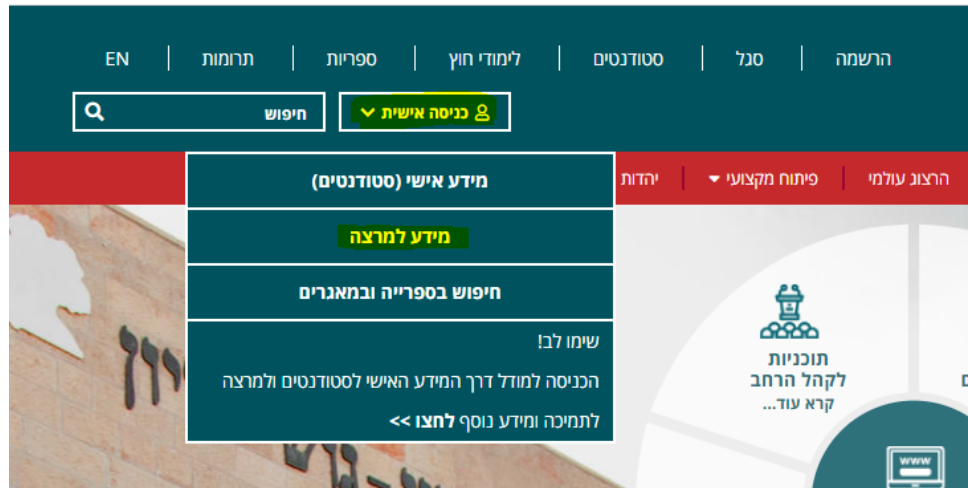 הרשמה | סגל | סטודנטים | לימודי חוץ | ספריות | תרומות | EN
כניסה אישית
חיפוש
הרצוג עולמי
פיתוח מקצועי
יהדות
מידע אישי (סטודנטים)
מידע למרצה
חיפוש בספרייה ובמאגרים
שימו לב!
הכניסה למודל דרך המידע האישי לסטודנטים ולמרצה
לתמיכה ומידע נוסף לחצו >>
תוכניות
לקהל הרחב
קרא עוד...
www